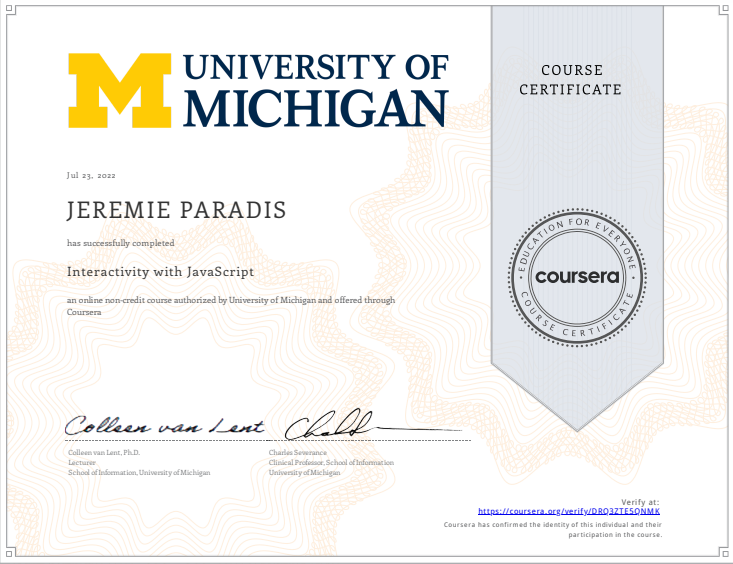 UNIVERSITY OF
MICHIGAN
COURSE
CERTIFICATE
Jul 23, 2022
JEREMIE PARADIS
has successfully completed
Interactivity with JavaScript
an online non-credit course authorized by University of Michigan and offered through
Coursera
EDUCATION FOR EVERYONE
coursera
COURSE CERTIFICATE
Colleen van Lent
Colleen van Lent, Ph.D.
Lecturer
School of Information, University of Michigan
Charles Severance
Clinical Professor, School of Information
University of Michigan
Verify at:
https://coursera.org/verify/DRQ3ZTE5QNMK
Coursera has confirmed the identity of this individual and their
participation in the course.